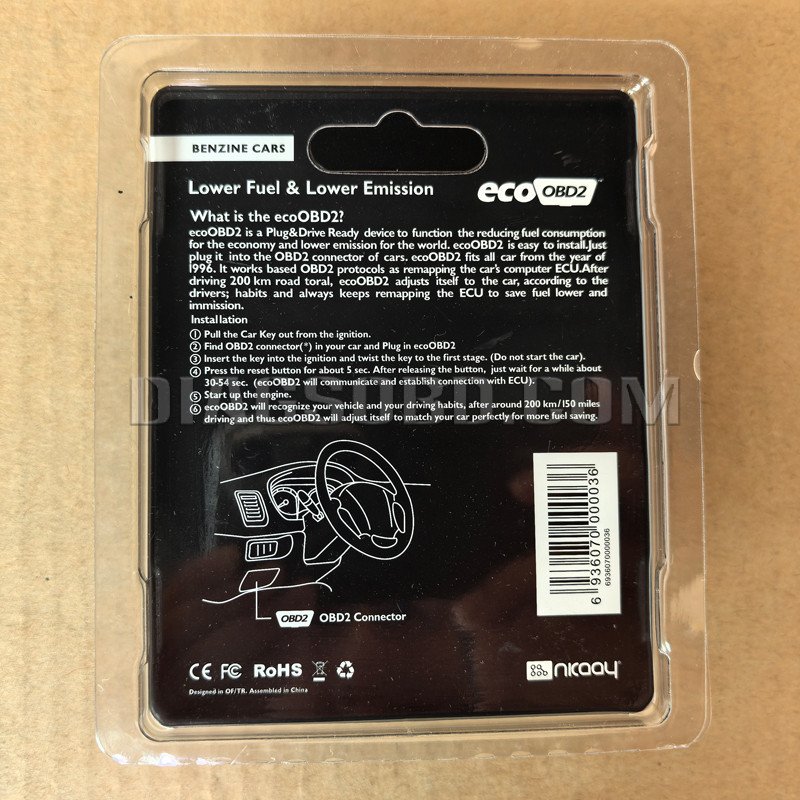 BENZINE CARS
Lower Fuel & Lower Emission
eco OBD2
What is the ecoOBD2?
ecoOBD2 is a Plug&Drive Ready device to function the reducing fuel consumption
for the economy and lower emission for the world. ecoOBD2 is easy to install.Just
plug it into the OBD2 connector of cars. ecoOBD2 fits all car from the year of
1996. It works based OBD2 protocols as remapping the car's computer ECU.After
driving 200 km road toral, ecoOBD2 adjusts itself to the car, according to the
drivers; habits and always keeps remapping the ECU to save fuel lower and
immission.
Installation
① Pull the Car Key out from the ignition.
② Find OBD2 connector(*) in your car and Plug in ecoOBD2
③ Insert the key into the ignition and twist the key to the first stage. (Do not start the car).
④ Press the reset button for about 5 sec. After releasing the button, just wait for a while about
30-54 sec. (ecoOBD2 will communicate and establish connection with ECU).
⑤ Start up the engine.
⑥ ecoOBD2 will recognize your vehicle and your driving habits, after around 200 km/150 miles
driving and thus ecoOBD2 will adjust itself to match your car perfectly for more fuel saving.
OBD2 OBD2 Connector
6 936070 000036
6936070000036
CE FC RoHS
Designed in OF/TR. Assembled in China
nicaay